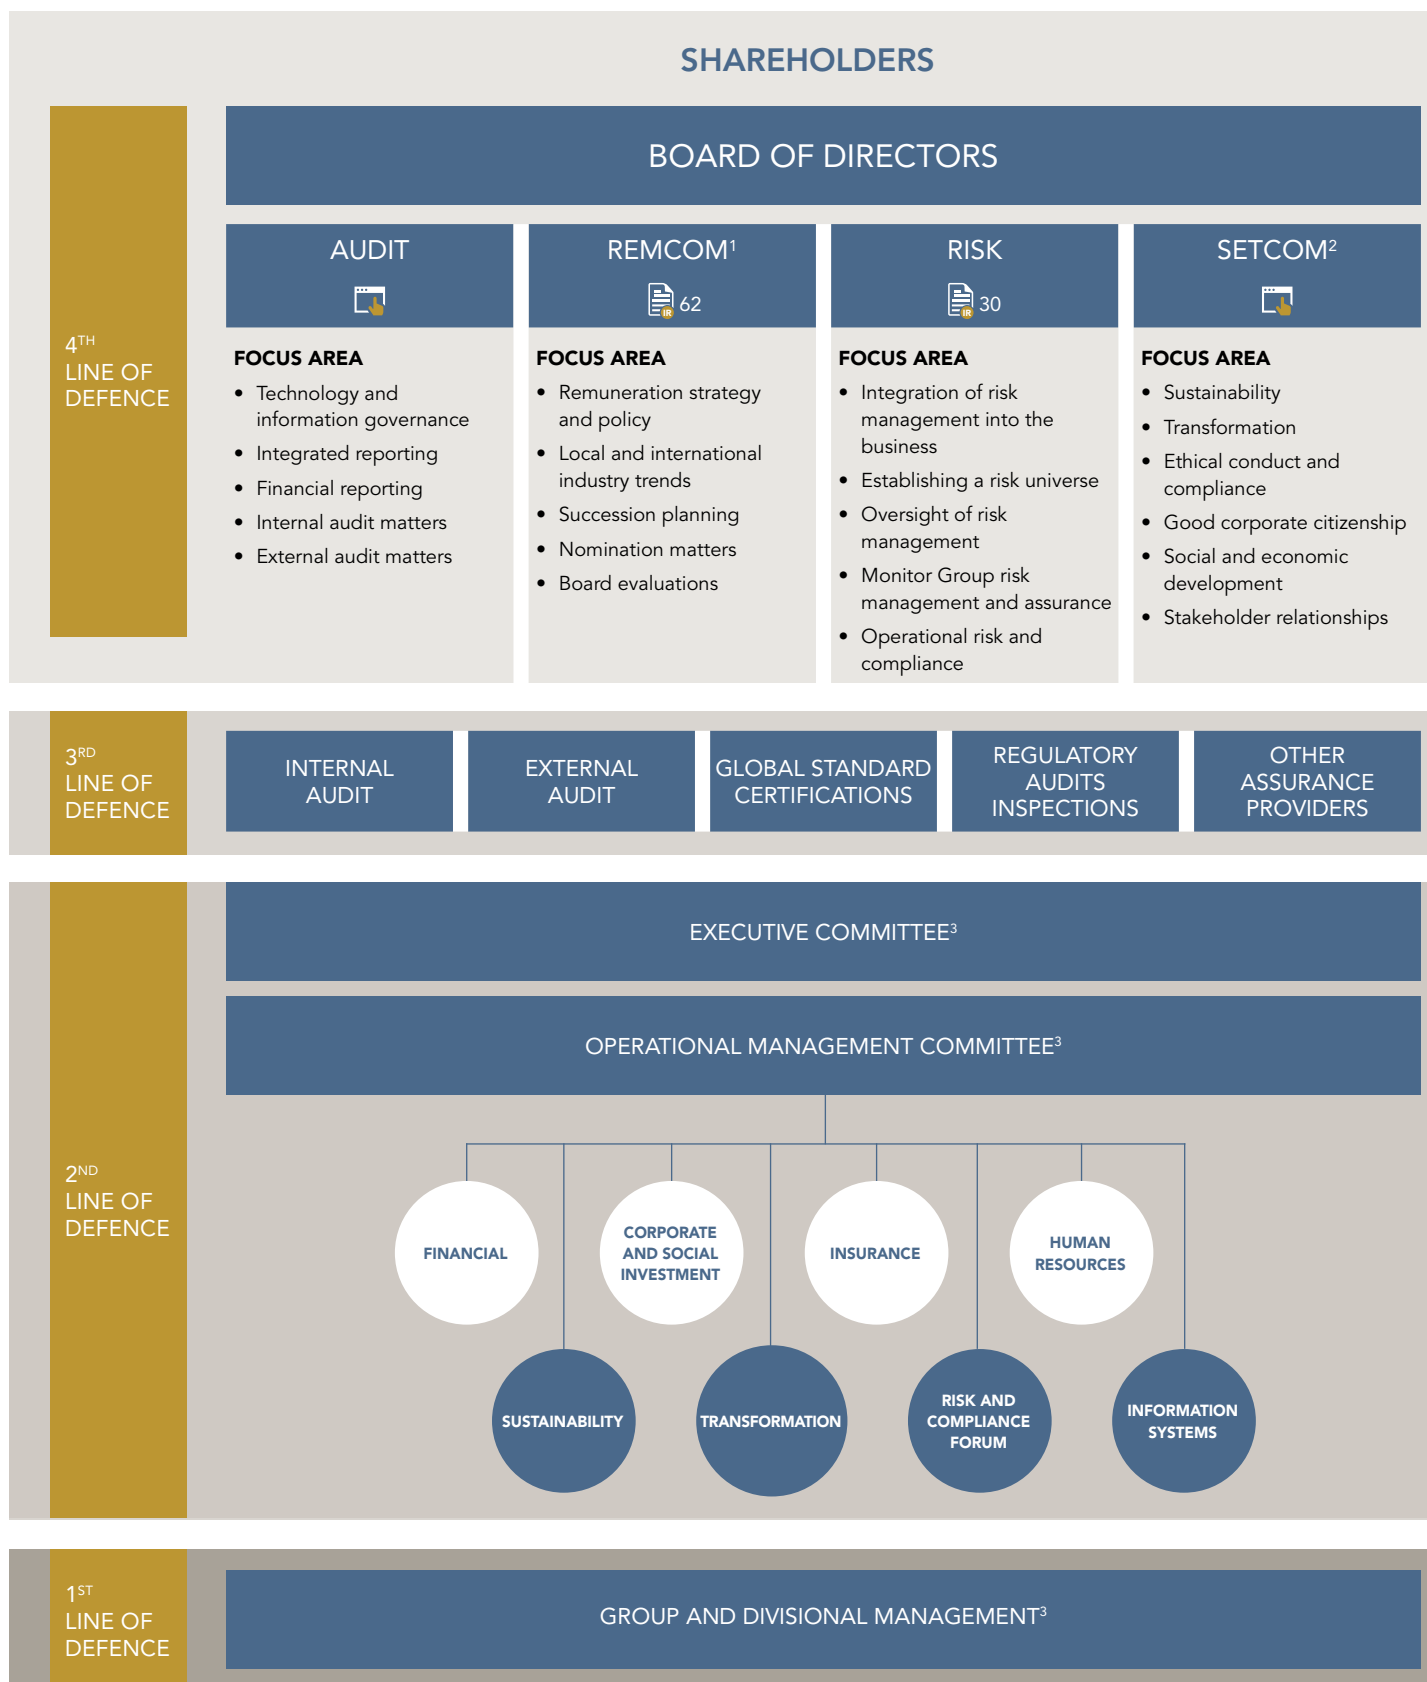 SHAREHOLDERS
4TH
LINE OF
DEFENCE
BOARD OF DIRECTORS
AUDIT
FOCUS AREA
• Technology and
information governance
• Integrated reporting
• Financial reporting
• Internal audit matters
• External audit matters
REMCOM1
IR 62
FOCUS AREA
• Remuneration strategy
and policy
• Local and international
industry trends
• Succession planning
• Nomination matters
• Board evaluations
RISK
IR 30
FOCUS AREA
• Integration of risk
management into the
business
• Establishing a risk universe
• Oversight of risk
management
• Monitor Group risk
management and assurance
• Operational risk and
compliance
SETCOM2
FOCUS AREA
• Sustainability
• Transformation
• Ethical conduct and
compliance
• Good corporate citizenship
• Social and economic
development
• Stakeholder relationships
3RD
LINE OF
DEFENCE
INTERNAL
AUDIT
EXTERNAL
AUDIT
GLOBAL STANDARD
CERTIFICATIONS
REGULATORY
AUDITS
INSPECTIONS
OTHER
ASSURANCE
PROVIDERS
2ND
LINE OF
DEFENCE
EXECUTIVE COMMITTEE3
OPERATIONAL MANAGEMENT COMMITTEE3
FINANCIAL
CORPORATE
AND SOCIAL
INVESTMENT
INSURANCE
HUMAN
RESOURCES
SUSTAINABILITY
TRANSFORMATION
RISK AND
COMPLIANCE
FORUM
INFORMATION
SYSTEMS
1ST
LINE OF
DEFENCE
GROUP AND DIVISIONAL MANAGEMENT3